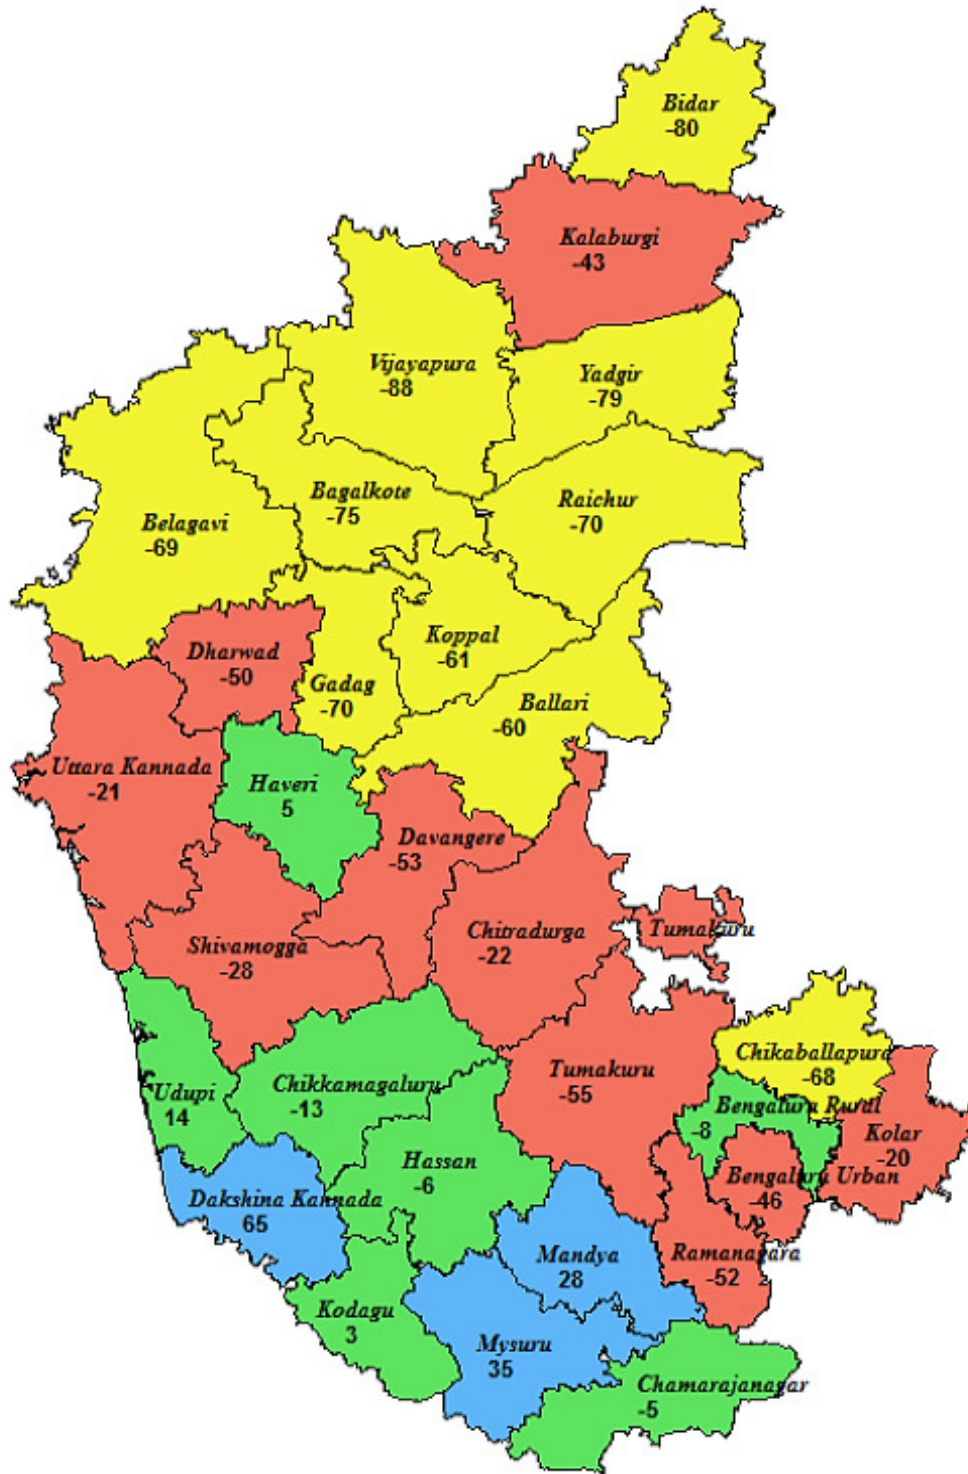 Bidar
-80
Kalaburgi
-43
Vijayapura
-88
Yadgir
-79
Bagalkote
-75
Raichur
-70
Belagavi
-69
Koppal
-61
Dharwad
-50
Gadag
-70
Ballari
-60
Uttara Kannada
-21
Haveri
5
Davangere
-53
Chitradurga
-22
Tumakuru
Shivamogga
-28
Chikaballapura
-68
Tumakuru
-55
Udupi
14
Chikkamagaluru
-13
Bengaluru Rural
-8
Kolar
-20
Hassan
-6
Bengaluru Urban
-46
Dakshina Kannada
65
Mandya
28
Ramanagara
-52
Kodagu
3
Mysuru
35
Chamarajanagar
-5